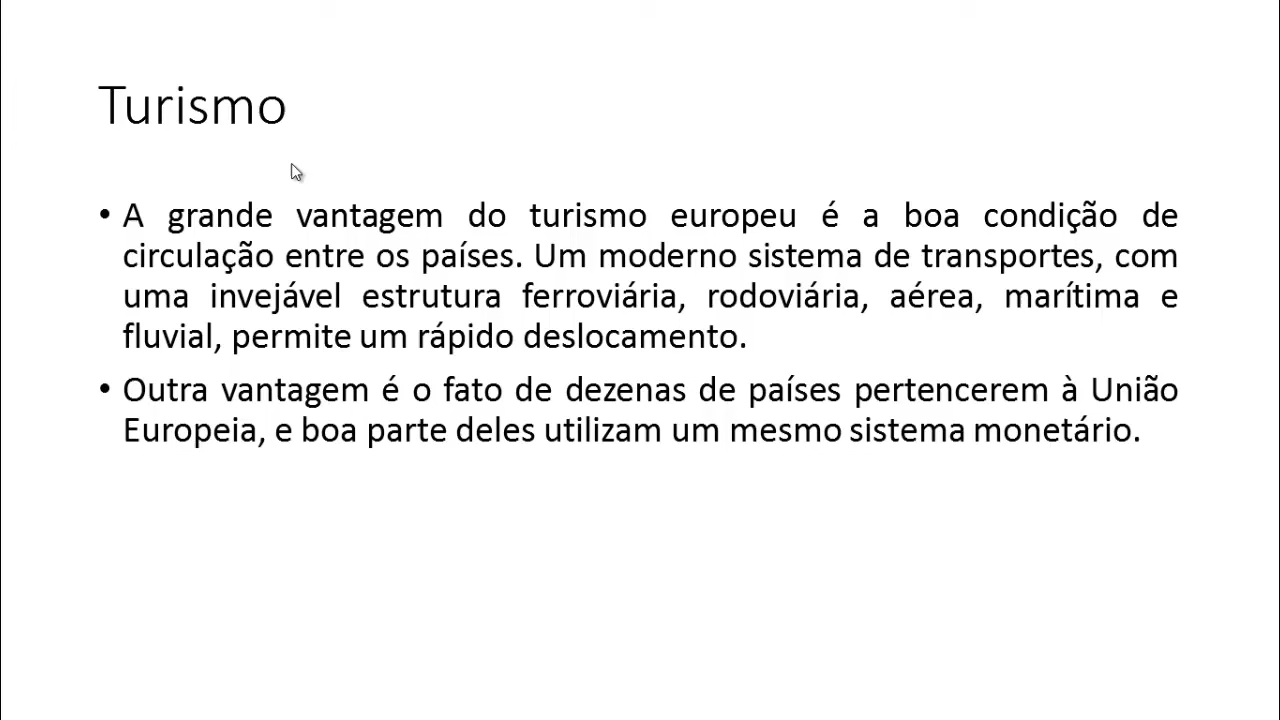 Turismo
• A grande vantagem do turismo europeu é a boa condição de
circulação entre os países. Um moderno sistema de transportes, com
uma invejável estrutura ferroviária, rodoviária, aérea, marítima e
fluvial, permite um rápido deslocamento.
• Outra vantagem é o fato de dezenas de países pertencerem à União
Europeia, e boa parte deles utilizam um mesmo sistema monetário.